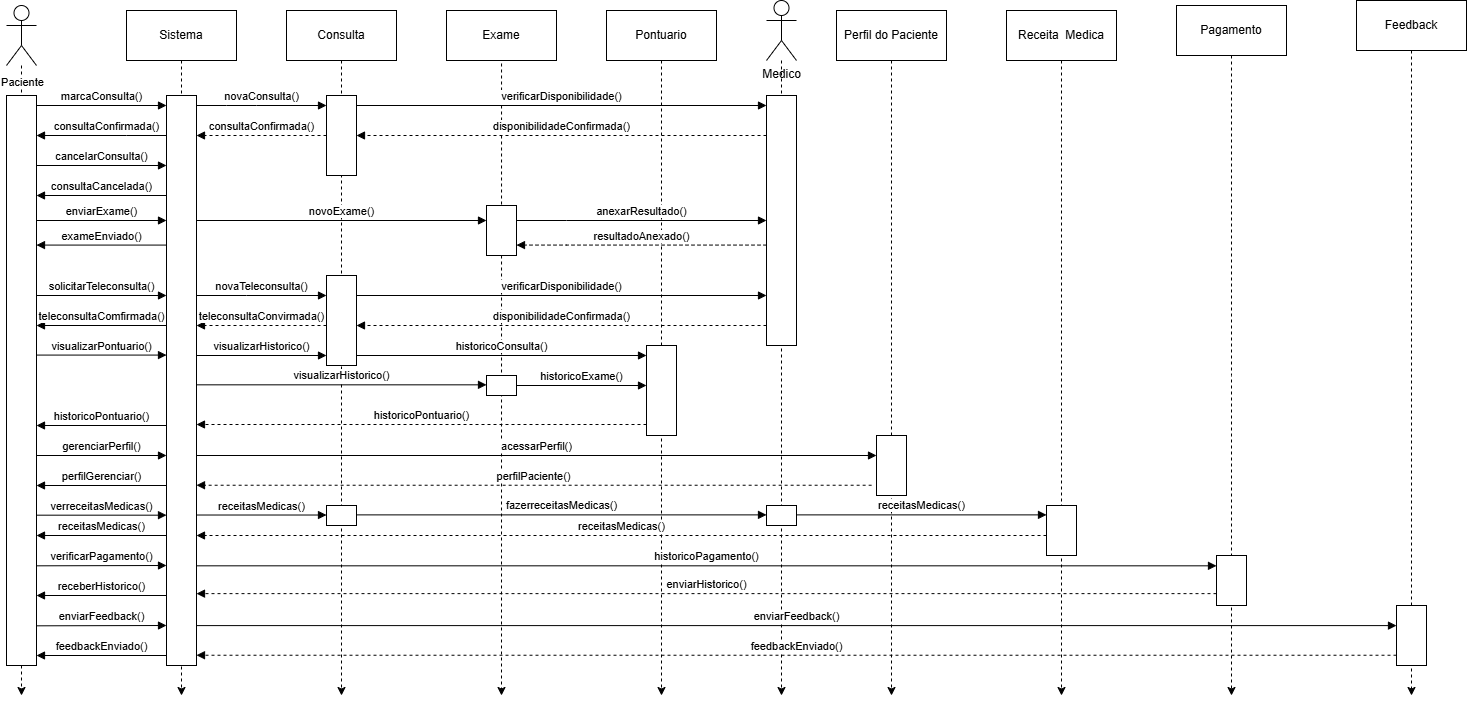 Paciente
Sistema
Consulta
Exame
Pontuario
Medico
Perfil do Paciente
Receita Medica
Pagamento
Feedback
marcaConsulta()
novaConsulta()
verificarDisponibilidade()
consultaConfirmada()
consultaConfirmada()
disponibilidadeConfirmada()
cancelarConsulta()
consultaCancelada()
enviarExame()
novoExame()
anexarResultado()
exameEnviado()
resultadoAnexado()
solicitarTeleconsulta()
novaTeleconsulta()
verificarDisponibilidade()
teleconsultaComfirmada()
teleconsultaConvirmada()
disponibilidadeConfirmada()
visualizarPontuario()
visualizarHistorico()
historicoConsulta()
visualizarHistorico()
historicoExame()
historicoPontuario()
historicoPontuario()
gerenciarPerfil()
acessarPerfil()
perfilGerenciar()
perfilPaciente()
verreceitasMedicas()
receitasMedicas()
fazerreceitasMedicas()
receitasMedicas()
receitasMedicas()
receitasMedicas()
verificarPagamento()
historicoPagamento()
receberHistorico()
enviarHistorico()
enviarFeedback()
enviarFeedback()
feedbackEnviado()
feedbackEnviado()